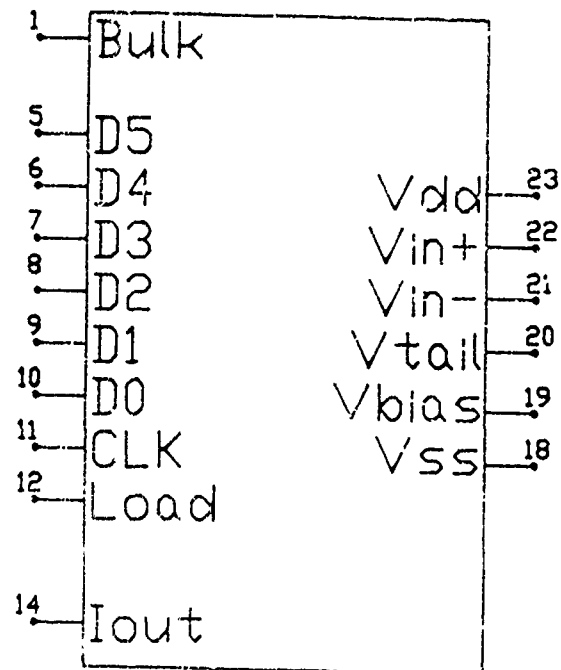 1 Bulk
5 D5
6 D4
Vdd 23
7 D3
Vin+ 22
8 D2
Vin- 21
9 D1
Vtail 20
10 D0
Vbias 19
11 CLK
Vss 18
12 Load
14 Iout